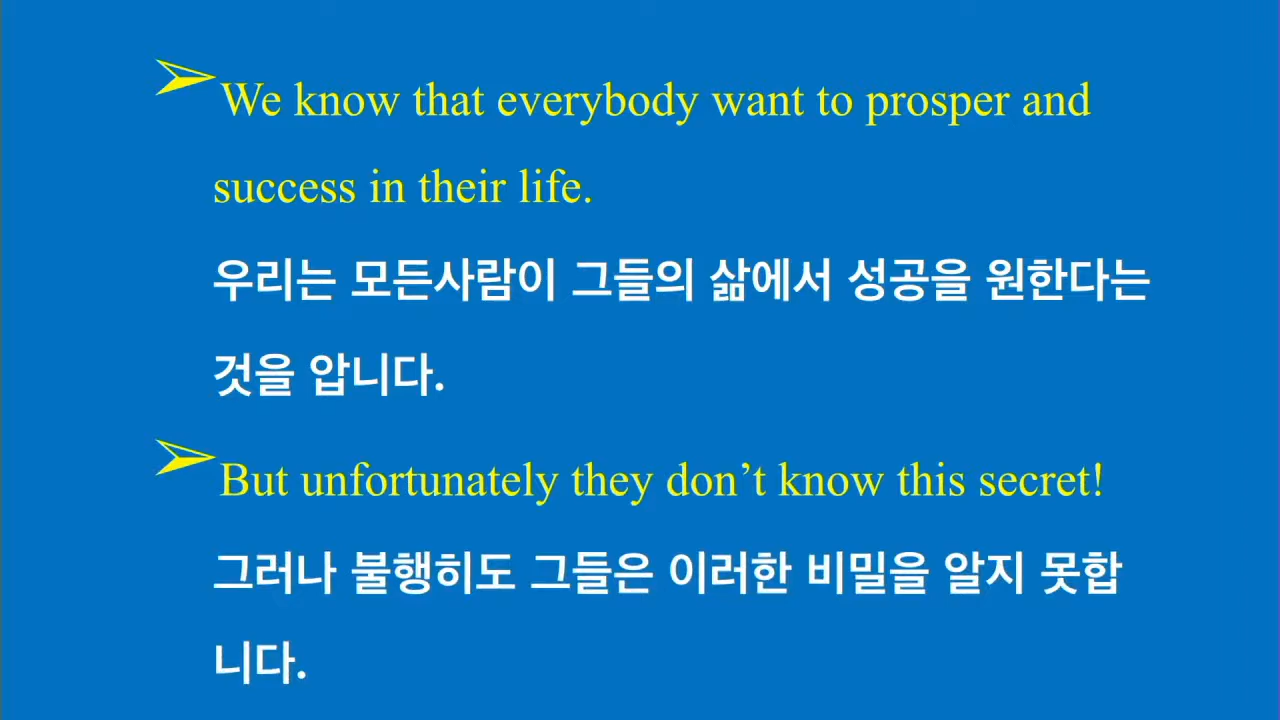 We know that everybody want to prosper and
success in their life.
우리는 모든사람이 그들의 삶에서 성공을 원한다는
것을 압니다.
But unfortunately they don’t know this secret!
그러나 불행히도 그들은 이러한 비밀을 알지 못합
니다.